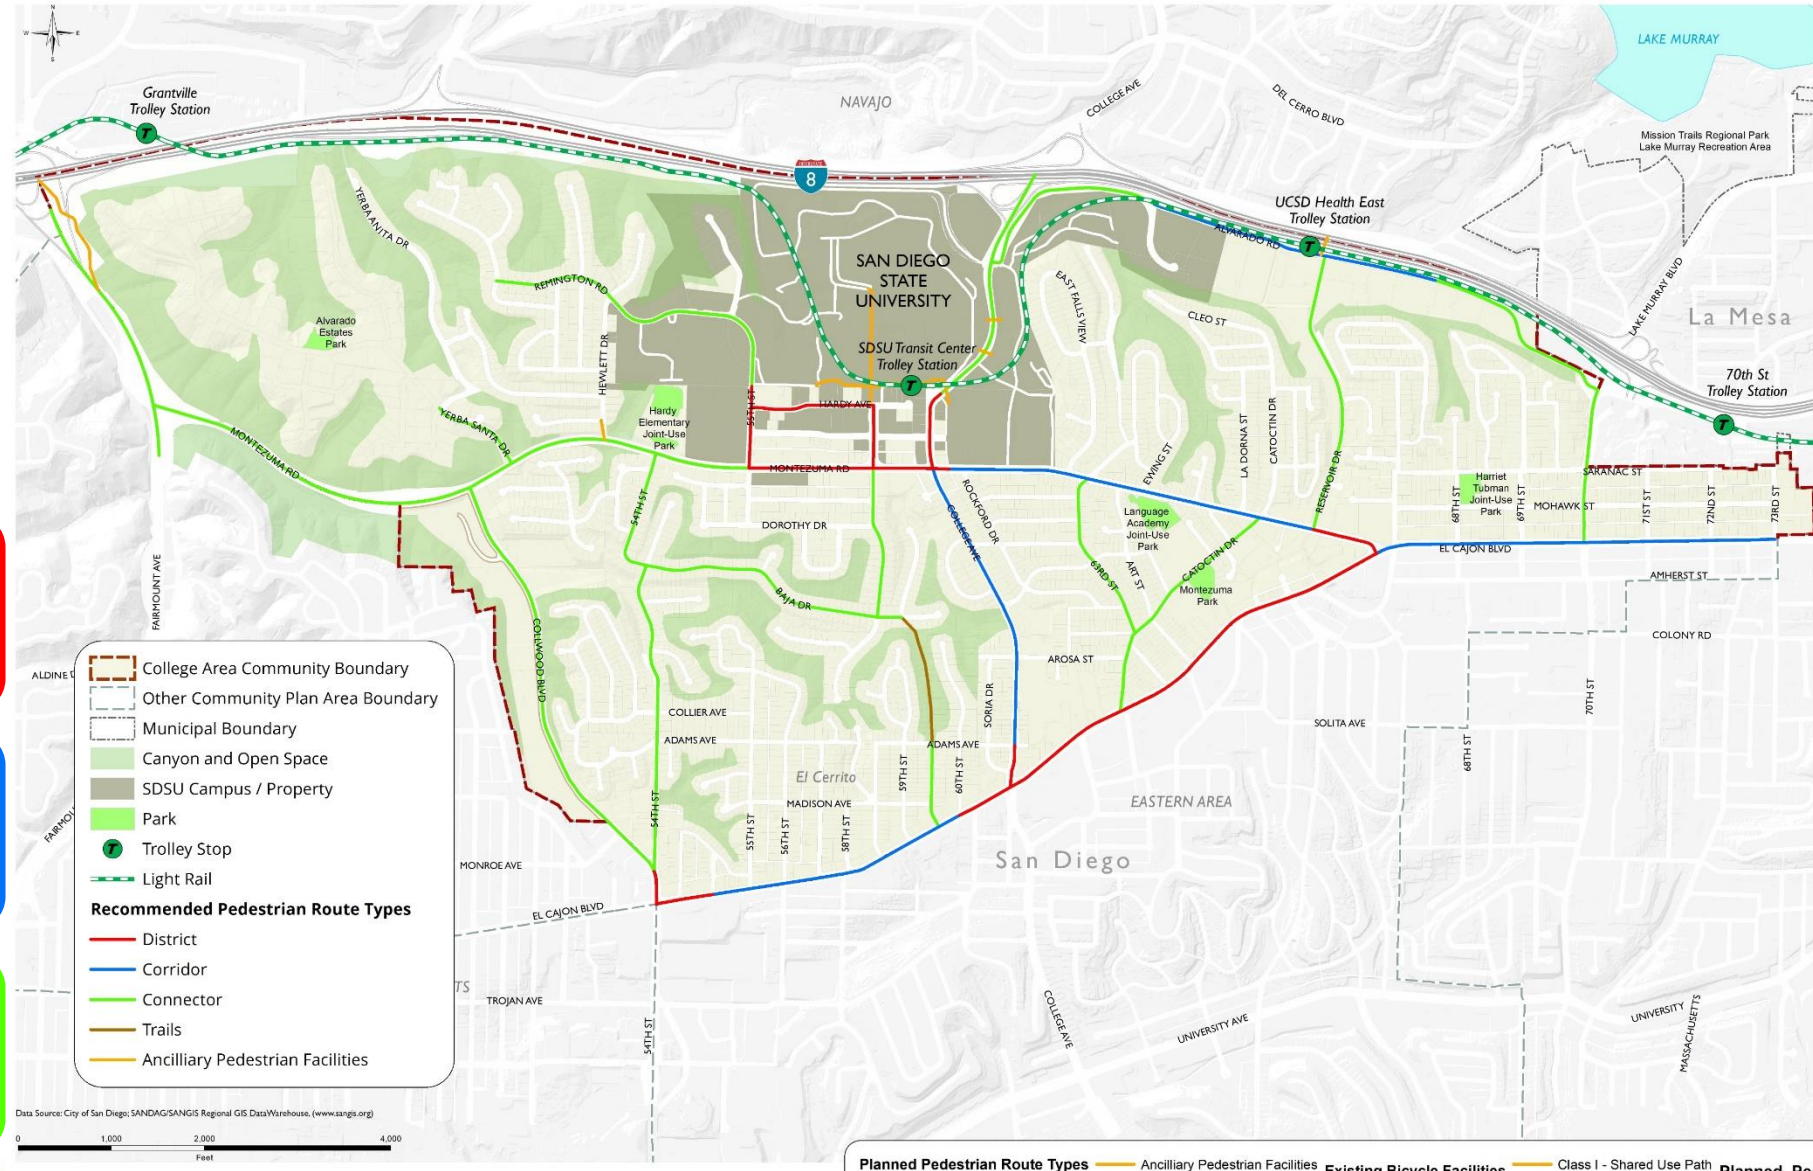 N
W
E
S
LAKE MURRAY
Grantville
Trolley Station
NAVAJO
COLLEGE AVE
DEL CERRO BLVD
Mission Trails Regional Park
Lake Murray Recreation Area
INTERSTATE
8
T
UCSD Health East
Trolley Station
T
ALVARADO RD
YERBA ANITA DR
SAN DIEGO
STATE
UNIVERSITY
REMINGTON RD
EAST FALLS VIEW
CLEO ST
LAKE MURRAY BLVD
La Mesa
Alvarado
Estates
Park
HEWLETT DR
SDSU Transit Center
Trolley Station
T
70th St
Trolley Station
T
55TH ST
HARDY AVE
Hardy
Elementary
Joint-Use
Park
YERBA SANTA DR
MONTEZUMA RD
MONTEZUMA RD
LA DORNA ST
CATOCTIN DR
EWING ST
RESERVOIR DR
SARANAC ST
Harriet
Tubman
Joint-Use
Park
68TH ST
69TH ST
MOHAWK ST
71ST ST
72ND ST
73RD ST
54TH ST
DOROTHY DR
ROCKFORD DR
COLLEGE AVE
Language
Academy
Joint-Use
Park
EL CAJON BLVD
FAIRMOUNT AVE
BAJA DR
63RD ST
ART ST
CATOCTIN DR
Montezuma
Park
AMHERST ST
COLONY RD
COLLWOOD BLVD
AROSA ST
SORIA DR
COLLIER AVE
ADAMS AVE
ADAMS AVE
SOLITA AVE
70TH ST
68TH ST
El Cerrito
59TH ST
60TH ST
MADISON AVE
EASTERN AREA
54TH ST
55TH ST
56TH ST
58TH ST
San Diego
MONROE AVE
EL CAJON BLVD
TROJAN AVE
54TH ST
COLLEGE AVE
UNIVERSITY AVE
UNIVERSITY
MASSACHUSETTS
ALDINE
FAIRMOU
TS
College Area Community Boundary
Other Community Plan Area Boundary
Municipal Boundary
Canyon and Open Space
SDSU Campus / Property
Park
T Trolley Stop
Light Rail
Recommended Pedestrian Route Types
District
Corridor
Connector
Trails
Ancilliary Pedestrian Facilities
Data Source: City of San Diego; SANDAG/SANGIS Regional GIS DataWarehouse, (www.sangis.org)
0 1,000 2,000 4,000
Feet
Planned Pedestrian Route Types Ancilliary Pedestrian Facilities Existing Bicycle Facilities Class I - Shared Use Path Planned Pe